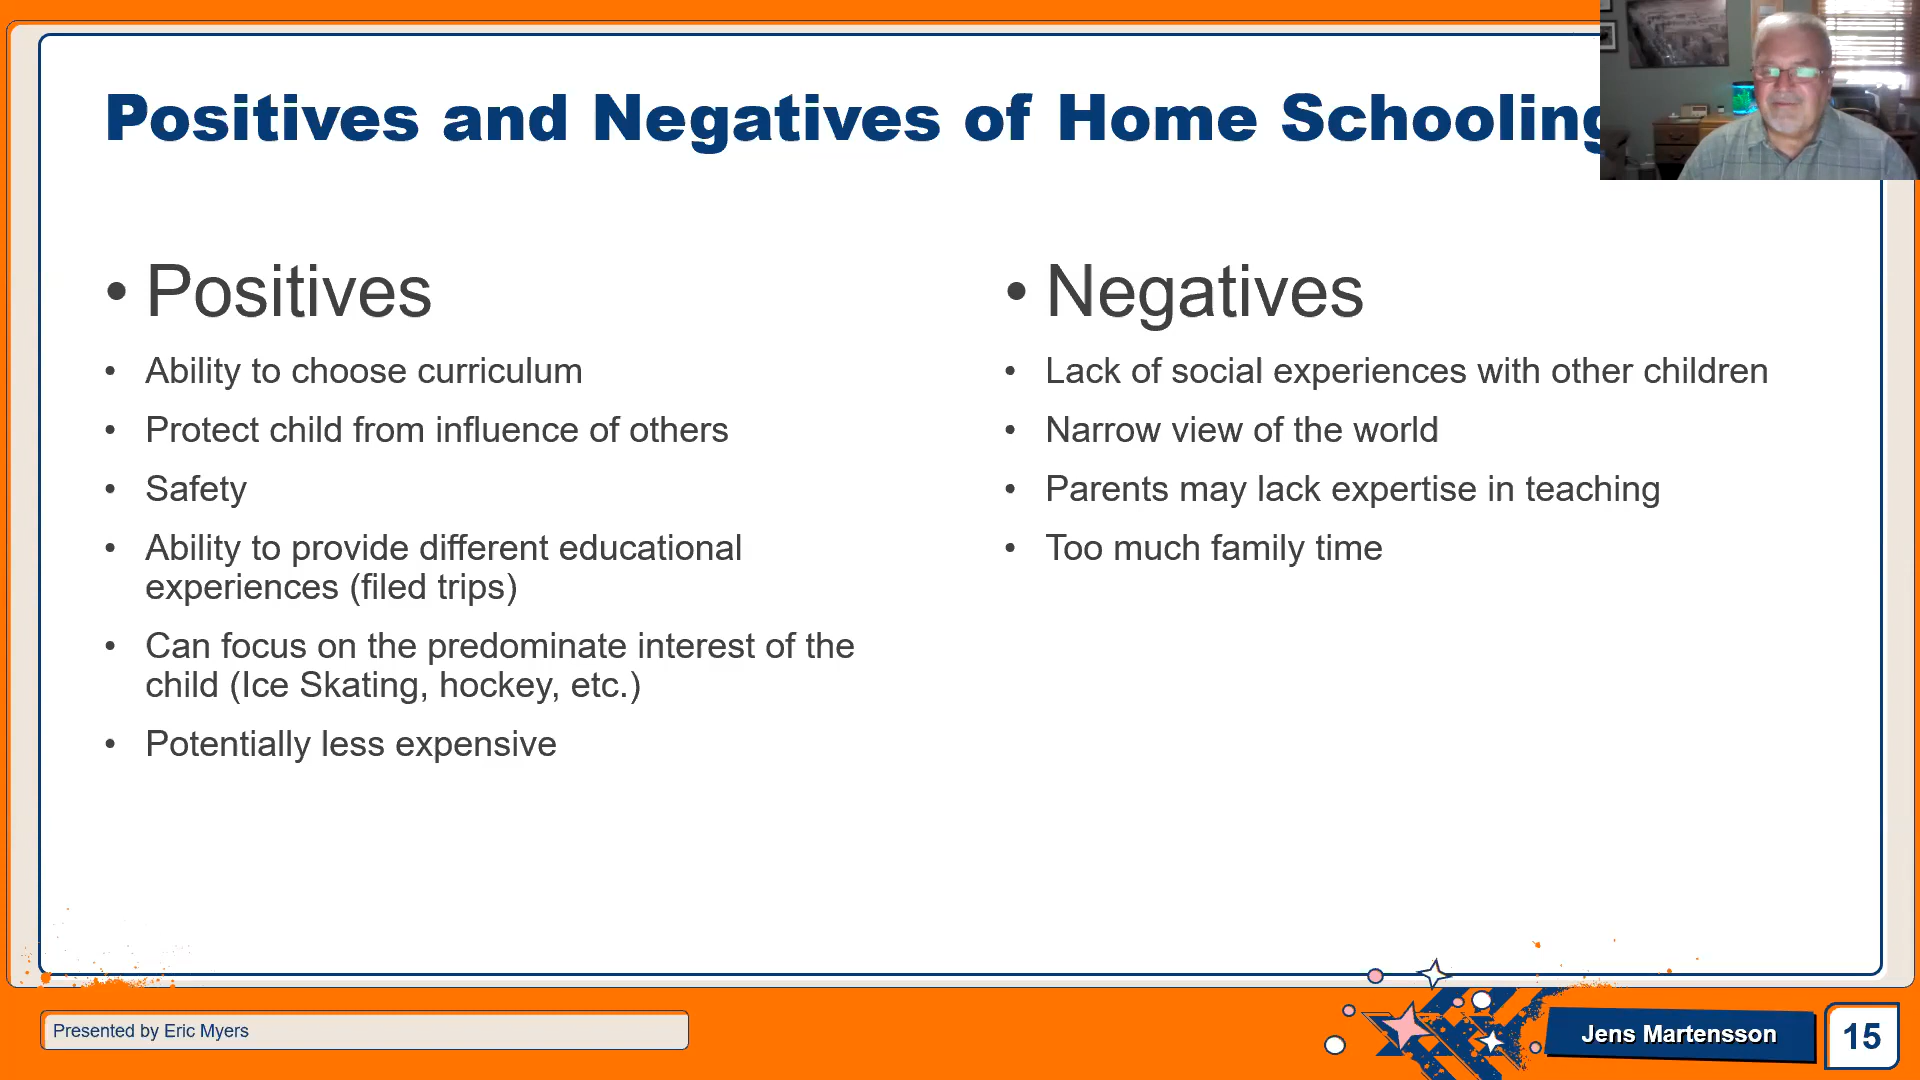 Positives and Negatives of Home Schooling
• Positives
• Ability to choose curriculum
• Protect child from influence of others
• Safety
• Ability to provide different educational
experiences (filed trips)
• Can focus on the predominate interest of the
child (Ice Skating, hockey, etc.)
• Potentially less expensive
• Negatives
• Lack of social experiences with other children
• Narrow view of the world
• Parents may lack expertise in teaching
• Too much family time
Presented by Eric Myers
Jens Martensson
15